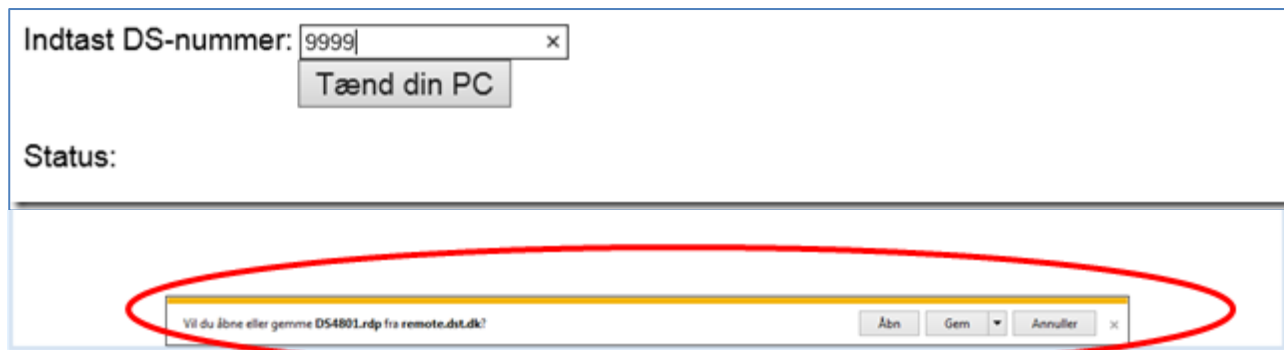 Indtast DS-nummer: 9999
Tænd din PC
Status:
Vil du åbne eller gemme DS4801.rdp fra remote.dst.dk? Åbn Gem Annuller